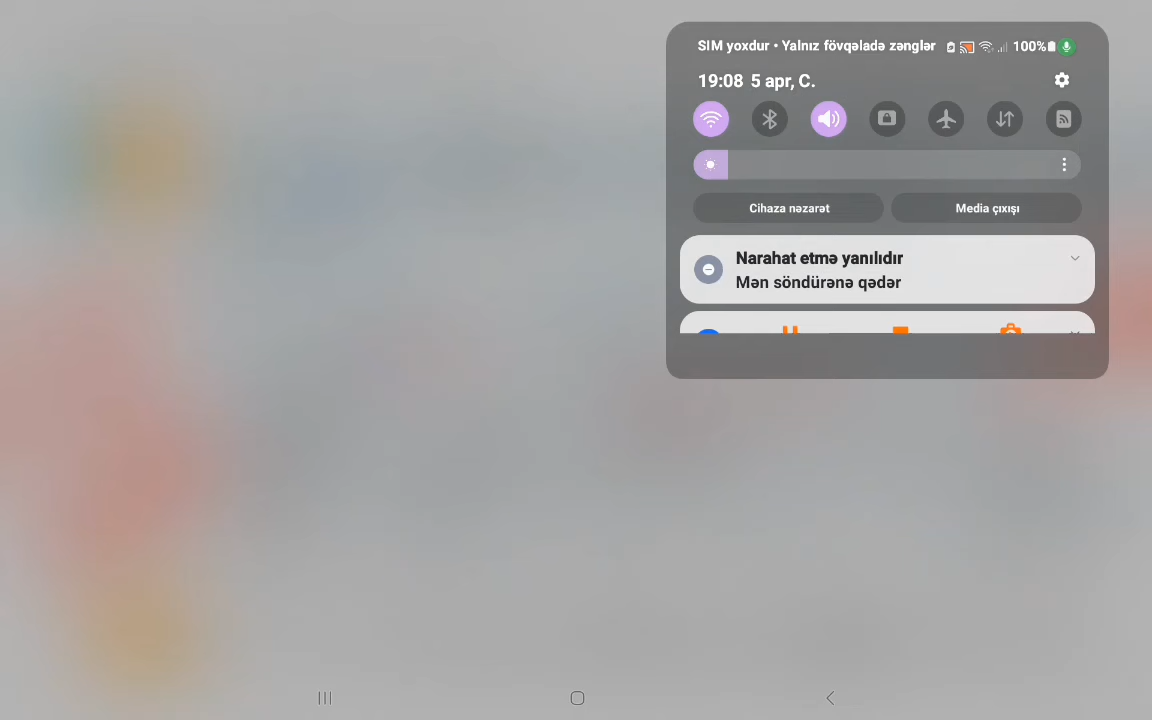 SIM yoxdur • Yalnız fövqəladə zənglər 100%
19:08 5 apr, C.
Cihaza nəzarət
Media çıxışı
Narahat etmə yanılıdır
Mən söndürənə qədər